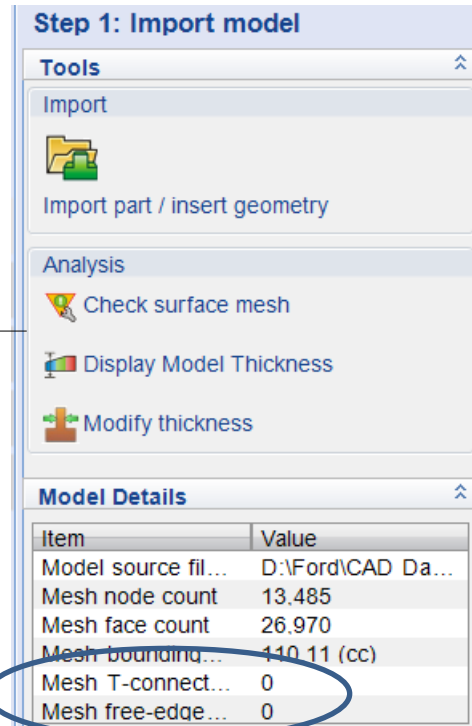 Step 1: Import model
Tools
Import
Import part / insert geometry
Analysis
Check surface mesh
Display Model Thickness
Modify thickness
Model Details
Item Value
Model source fil... D:\Ford\CAD Da...
Mesh node count 13,485
Mesh face count 26,970
Mesh bounding... 110.11 (cc)
Mesh T-connect... 0
Mesh free-edge... 0